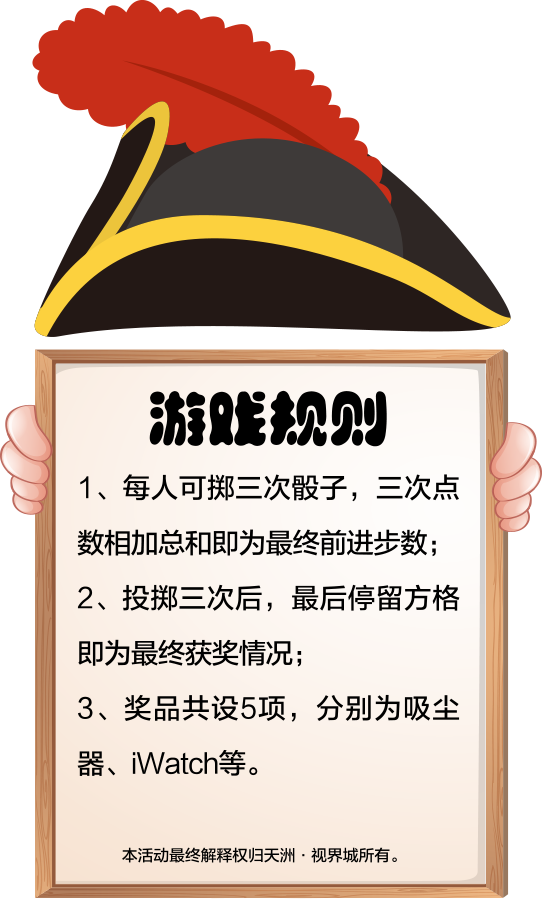 游戏规则
1、每人可掷三次骰子，三次点
数相加总和即为最终前进步数；
2、投掷三次后，最后停留方格
即为最终获奖情况；
3、奖品共设5项，分别为吸尘
器、iWatch等。
本活动最终解释权归天洲·视界城所有。